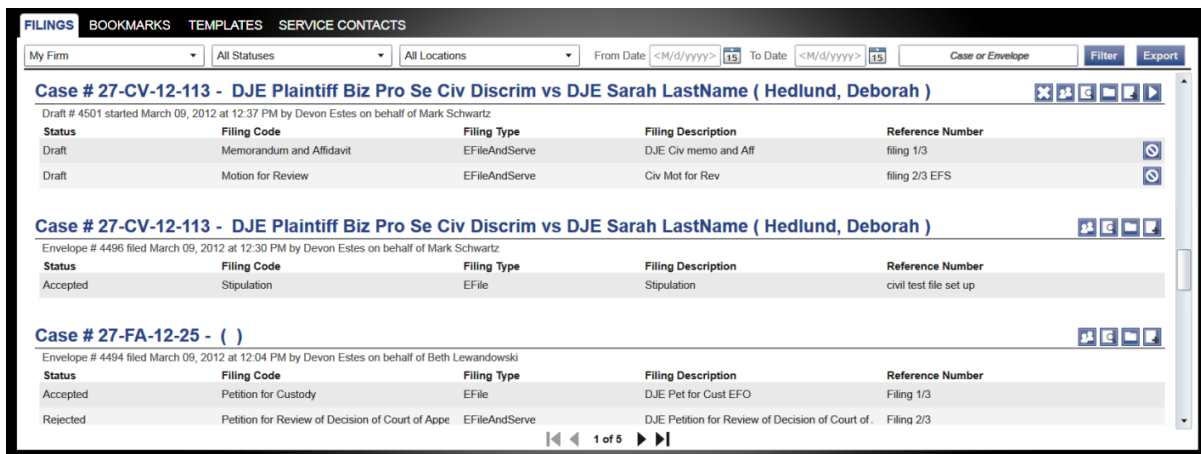 FILINGS BOOKMARKS TEMPLATES SERVICE CONTACTS
My Firm All Statuses All Locations From Date <M/d/yyyy> 15 To Date <M/d/yyyy> 15 Case or Envelope Filter Export
Case # 27-CV-12-113 - DJE Plaintiff Biz Pro Se Civ Discrim vs DJE Sarah LastName ( Hedlund, Deborah )
Draft # 4501 started March 09, 2012 at 12:37 PM by Devon Estes on behalf of Mark Schwartz
Status Filing Code Filing Type Filing Description Reference Number
Draft Memorandum and Affidavit EFileAndServe DJE Civ memo and Aff filing 1/3
Draft Motion for Review EFileAndServe Civ Mot for Rev filing 2/3 EFS
Case # 27-CV-12-113 - DJE Plaintiff Biz Pro Se Civ Discrim vs DJE Sarah LastName ( Hedlund, Deborah )
Envelope # 4496 filed March 09, 2012 at 12:30 PM by Devon Estes on behalf of Mark Schwartz
Status Filing Code Filing Type Filing Description Reference Number
Accepted Stipulation EFile Stipulation civil test file set up
Case # 27-FA-12-25 - ( )
Envelope # 4494 filed March 09, 2012 at 12:04 PM by Devon Estes on behalf of Beth Lewandowski
Status Filing Code Filing Type Filing Description Reference Number
Accepted Petition for Custody EFile DJE Pet for Cust EFO Filing 1/3
Rejected Petition for Review of Decision of Court of Appe EFileAndServe DJE Petition for Review of Decision of Court of . Filing 2/3
1 of 5